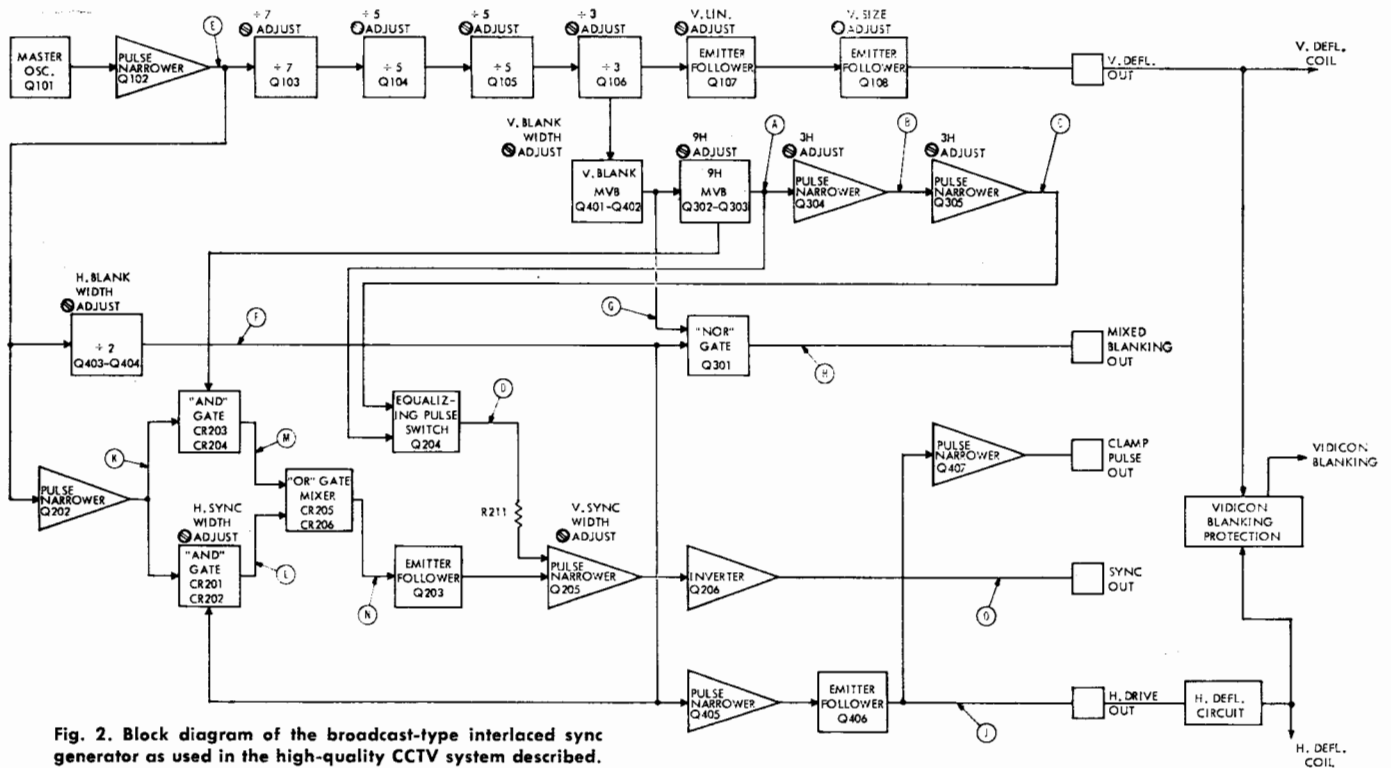 ÷ 7
ADJUST
÷ 5
ADJUST
÷ 5
ADJUST
÷ 3
ADJUST
V. LIN.
ADJUST
V. SIZE
ADJUST
E
MASTER
OSC.
Q101
PULSE
NARROWER
Q102
÷ 7
Q103
÷ 5
Q104
÷ 5
Q105
÷ 3
Q106
EMITTER
FOLLOWER
Q107
EMITTER
FOLLOWER
Q108
V. DEFL.
OUT
V. DEFL.
COIL
V. BLANK
WIDTH
ADJUST
9H
ADJUST
A
3H
ADJUST
B
3H
ADJUST
C
V. BLANK
MVB
Q401-Q402
9H
MVB
Q302-Q303
PULSE
NARROWER
Q304
PULSE
NARROWER
Q305
H. BLANK
WIDTH
ADJUST
F
G
÷ 2
Q403-Q404
"NOR"
GATE
Q301
H
MIXED
BLANKING
OUT
"AND"
GATE
CR203
CR204
M
K
EQUALIZ-
ING PULSE
SWITCH
Q204
D
PULSE
NARROWER
Q407
CLAMP
PULSE
OUT
VIDICON
BLANKING
PULSE
NARROWER
Q202
"OR" GATE
MIXER
CR205
CR206
R211
VIDICON
BLANKING
PROTECTION
H. SYNC
WIDTH
ADJUST
"AND"
GATE
CR201
CR202
L
N
EMITTER
FOLLOWER
Q203
V. SYNC
WIDTH
ADJUST
PULSE
NARROWER
Q205
INVERTER
Q206
O
SYNC
OUT
PULSE
NARROWER
Q405
EMITTER
FOLLOWER
Q406
J
H. DRIVE
OUT
H. DEFL.
CIRCUIT
H. DEFL.
COIL
Fig. 2. Block diagram of the broadcast-type interlaced sync
generator as used in the high-quality CCTV system described.